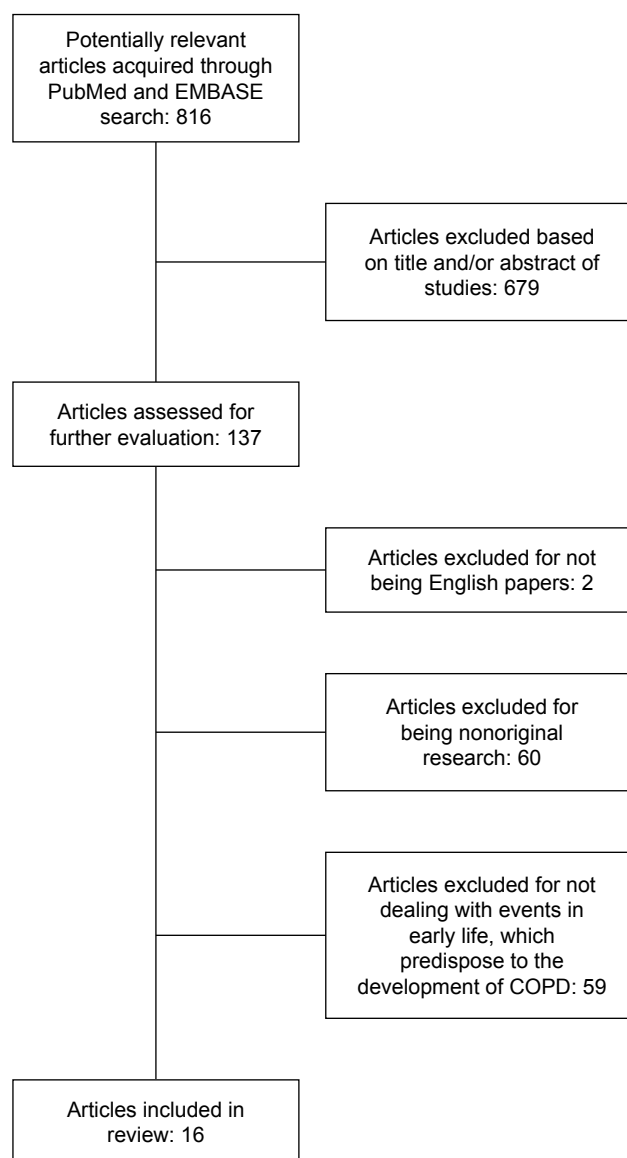 Potentially relevant
articles acquired through
PubMed and EMBASE
search: 816
Articles excluded based
on title and/or abstract of
studies: 679
Articles assessed for
further evaluation: 137
Articles excluded for not
being English papers: 2
Articles excluded for
being nonoriginal
research: 60
Articles excluded for not
dealing with events in
early life, which
predispose to the
development of COPD: 59
Articles included in
review: 16